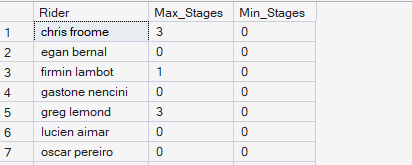 Rider Max_Stages Min_Stages
1 chris froome 3 0
2 egan bernal 0 0
3 firmin lambot 1 0
4 gastone nencini 0 0
5 greg lemond 3 0
6 lucien aimar 0 0
7 oscar pereiro 0 0